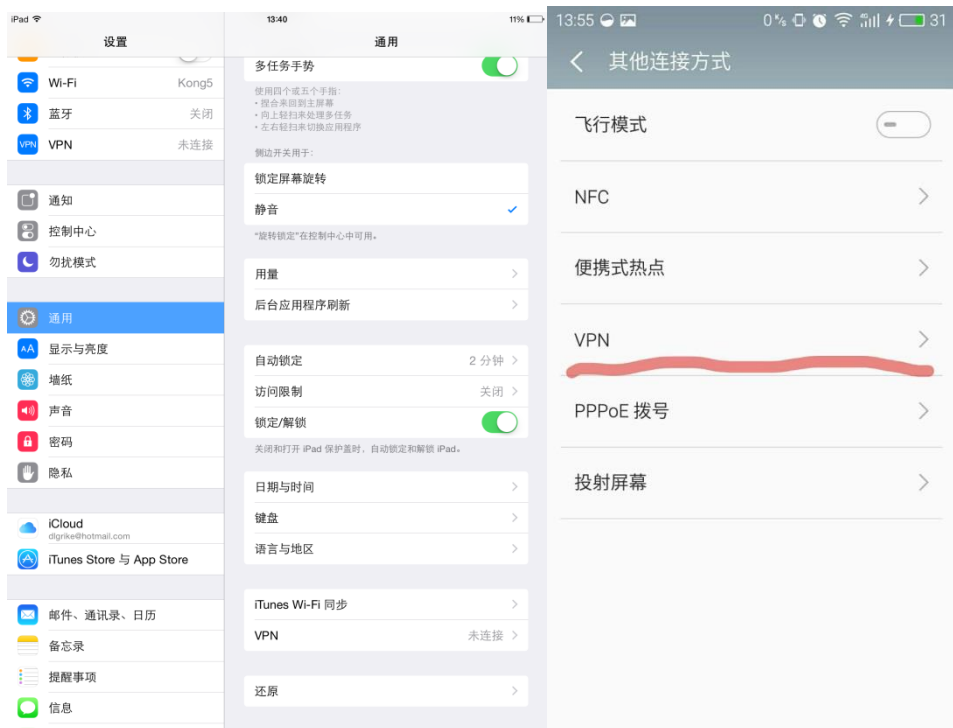 iPad
13:40
11%
设置
Wi-Fi
Kong5
蓝牙
关闭
VPN
VPN
未连接
通知
控制中心
勿扰模式
通用
AA
显示与亮度
墙纸
声音
密码
隐私
iCloud
dlgrike@hotmail.com
iTunes Store 与 App Store
邮件、通讯录、日历
备忘录
提醒事项
信息
通用
多任务手势
使用四个或五个手指:
• 捏合来回到主屏幕
• 向上轻扫来处理多任务
• 左右轻扫来切换应用程序
侧边开关用于:
锁定屏幕旋转
静音
“旋转锁定”在控制中心中可用。
用量
后台应用程序刷新
自动锁定
2 分钟
访问限制
关闭
锁定/解锁
关闭和打开 iPad 保护盖时，自动锁定和解锁 iPad。
日期与时间
键盘
语言与地区
iTunes Wi-Fi 同步
VPN
未连接
还原
13:55
0 K/s
4G
31
其他连接方式
飞行模式
NFC
便携式热点
VPN
PPPoE 拨号
投射屏幕